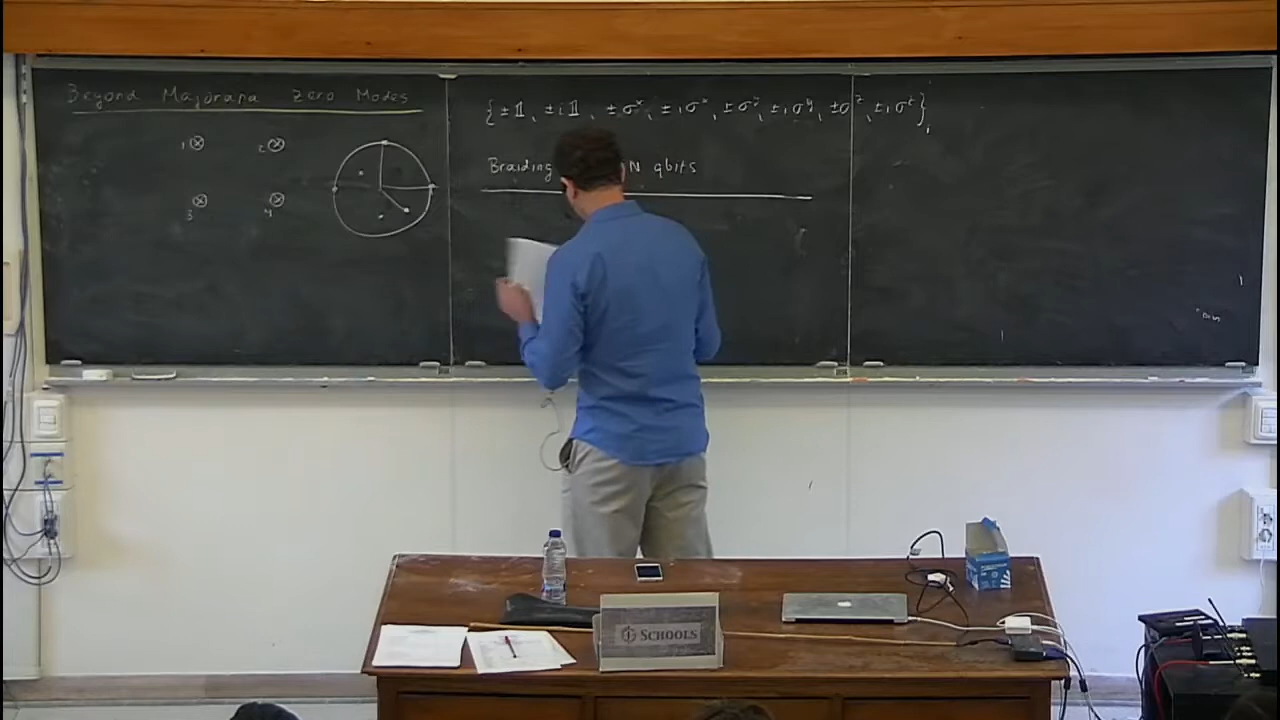 Beyond Majorana Zero Modes
1 2
3 4
{±𝟙, ±i𝟙, ±σˣ, ±iσˣ, ±σʸ, ±iσʸ, ±σᶻ, ±iσᶻ}
Braiding N qbits
SCHOOLS